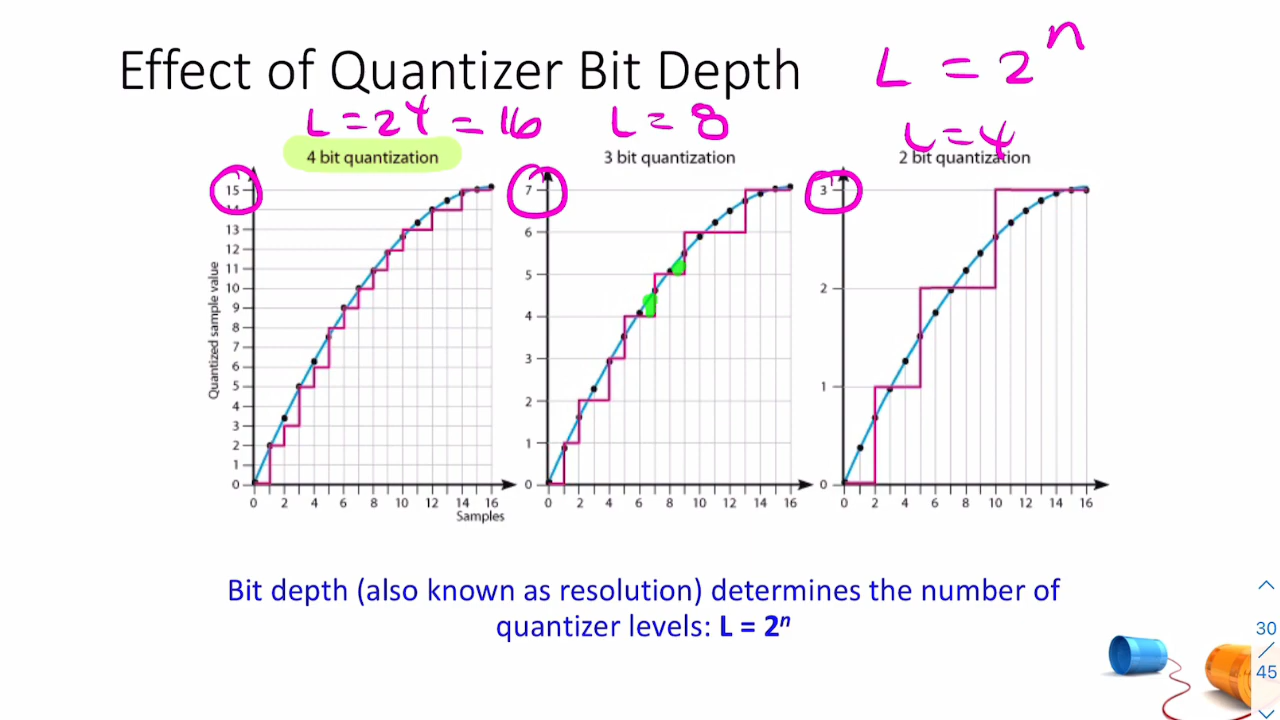 Effect of Quantizer Bit Depth
L = 2ⁿ
L = 2⁴ = 16
L = 8
L = 4
4 bit quantization
3 bit quantization
2 bit quantization
Quantized sample value
15
14
13
12
11
10
9
8
7
6
5
4
3
2
1
0
0 2 4 6 8 10 12 14 16
Samples
7
6
5
4
3
2
1
0
0 2 4 6 8 10 12 14 16
3
2
1
0
0 2 4 6 8 10 12 14 16
Bit depth (also known as resolution) determines the number of
quantizer levels: L = 2ⁿ
30
/
45